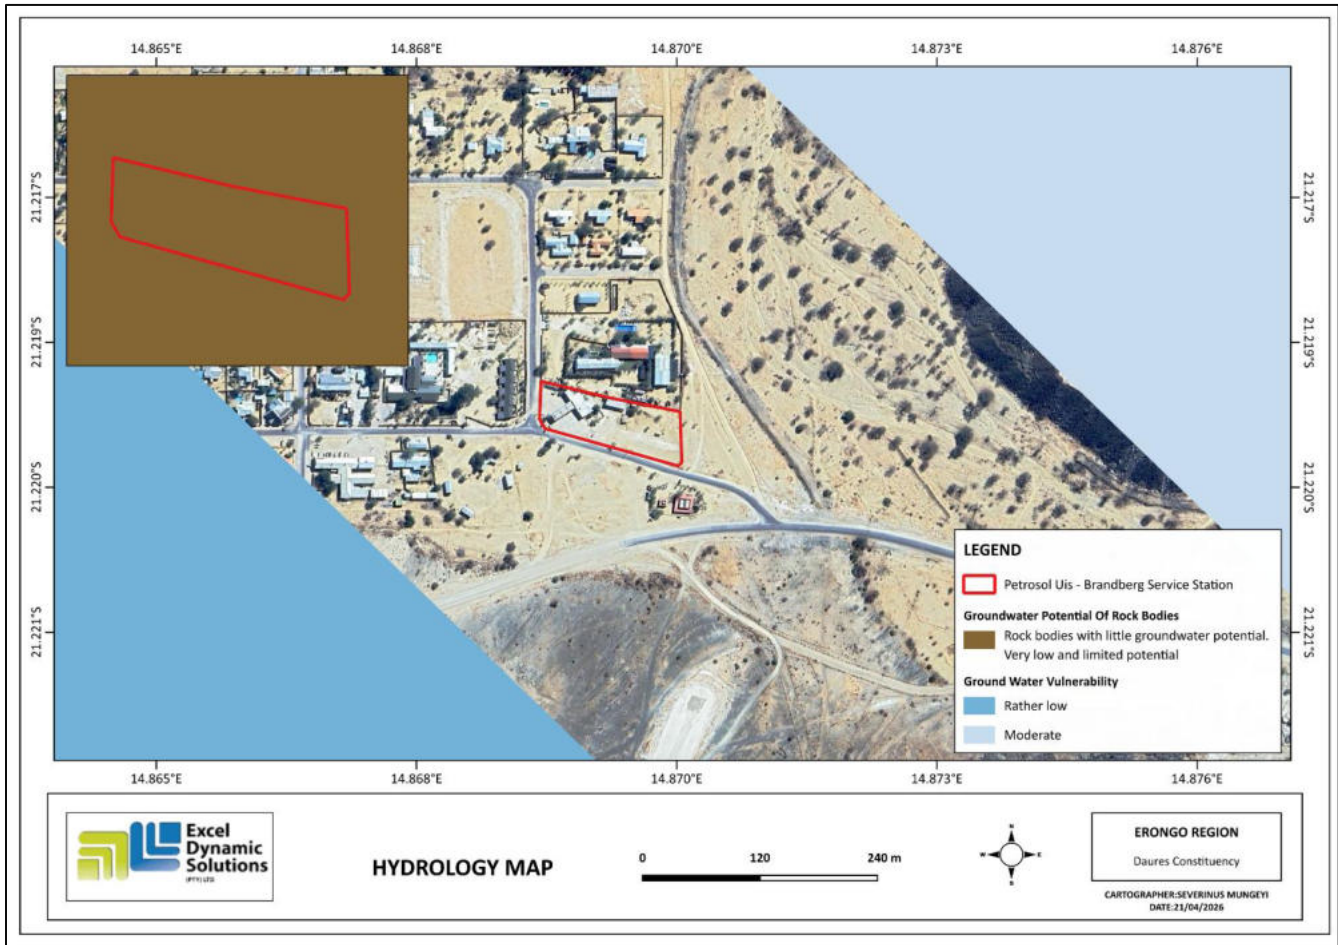 14.865°E 14.868°E 14.870°E 14.873°E 14.876°E
21.217°S 21.217°S
21.219°S 21.219°S
21.220°S 21.220°S
21.221°S 21.221°S
LEGEND
Petrosol Uis - Brandberg Service Station
Groundwater Potential Of Rock Bodies
Rock bodies with little groundwater potential.
Very low and limited potential
Ground Water Vulnerability
Rather low
Moderate
14.865°E 14.868°E 14.870°E 14.873°E 14.876°E
Excel
Dynamic
Solutions
(PTY) LTD
HYDROLOGY MAP
0 120 240 m
N
W E
S
ERONGO REGION
Daures Constituency
CARTOGRAPHER:SEVERINUS MUNGEYI
DATE:21/04/2026